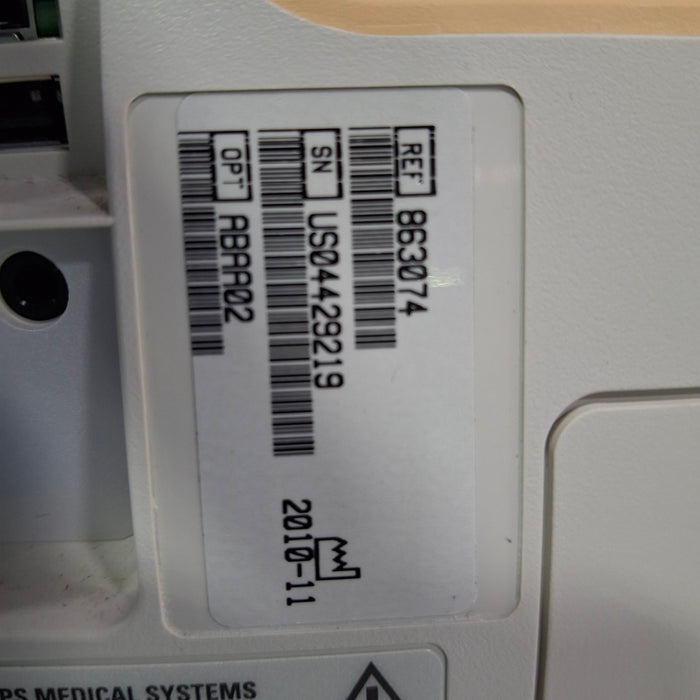 REF 863074
SN US04429219
OPT ABAA02
2010-11
PS MEDICAL SYSTEMS